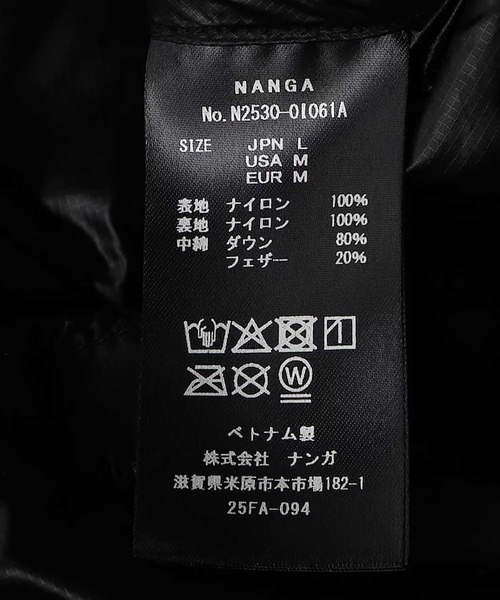 NANGA
No.N2530-0I061A
SIZE JPN L
USA M
EUR M
表地 ナイロン 100%
裏地 ナイロン 100%
中綿 ダウン 80%
フェザー 20%
W
ベトナム製
株式会社 ナンガ
滋賀県米原市本市場182-1
25FA-094